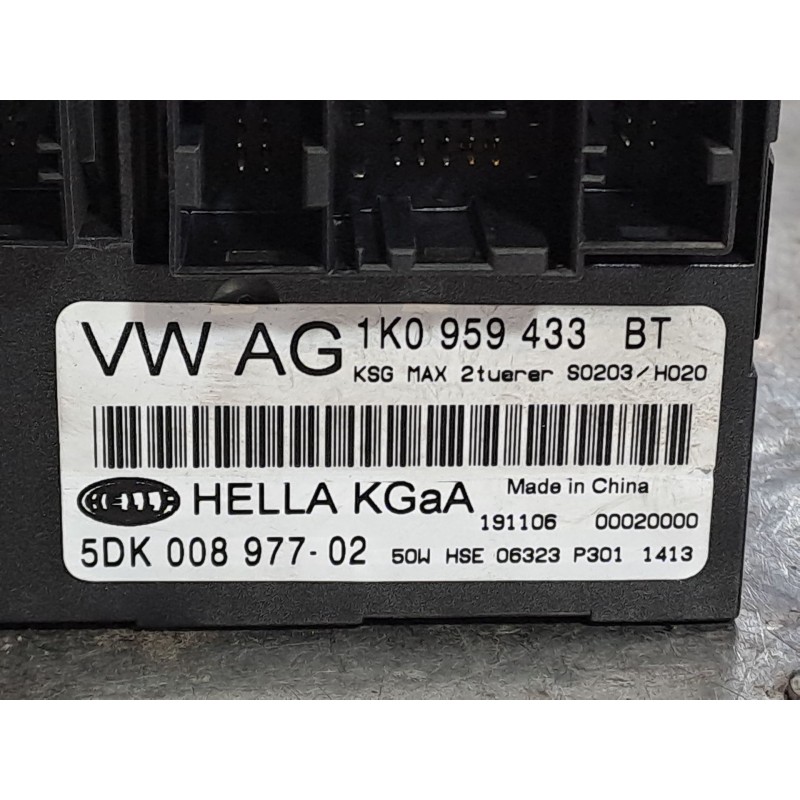 VW AG 1K0 959 433 BT
KSG MAX 2tuerer S0203/H020
HELLA HELLA KGaA Made in China
191106 00020000
5DK 008 977-02 50W HSE 06323 P301 1413